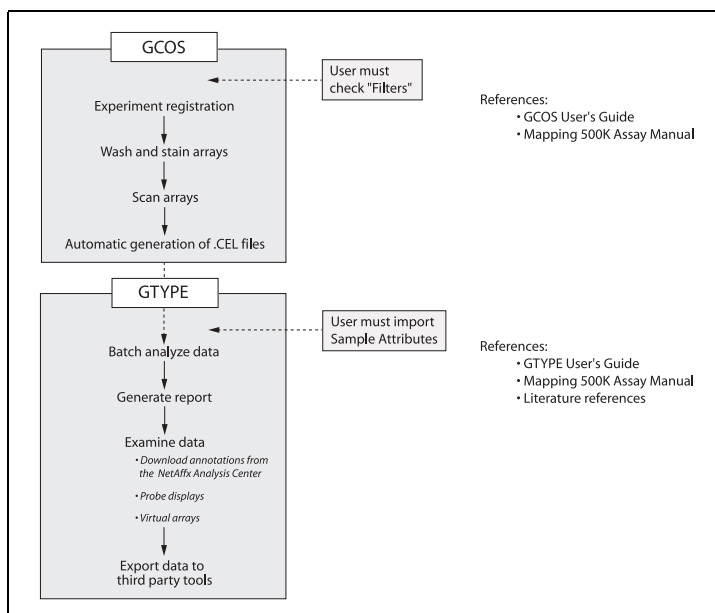 GCOS
User must
check "Filters"
Experiment registration
Wash and stain arrays
Scan arrays
Automatic generation of .CEL files
References:
• GCOS User's Guide
• Mapping 500K Assay Manual
GTYPE
User must import
Sample Attributes
Batch analyze data
Generate report
Examine data
• Download annotations from
the NetAffx Analysis Center
• Probe displays
• Virtual arrays
Export data to
third party tools
References:
• GTYPE User's Guide
• Mapping 500K Assay Manual
• Literature references